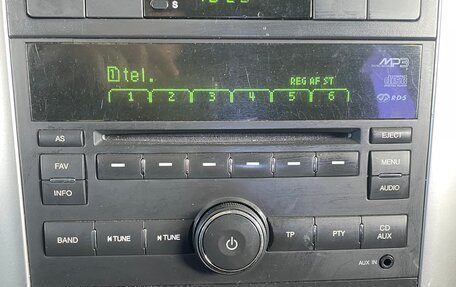 S
1 tel.
REG AF ST
1 2 3 4 5 6
MP3
RDS
AS
EJECT
FAV
MENU
INFO
AUDIO
BAND
TUNE
TUNE
TP
PTY
CD AUX
AUX IN